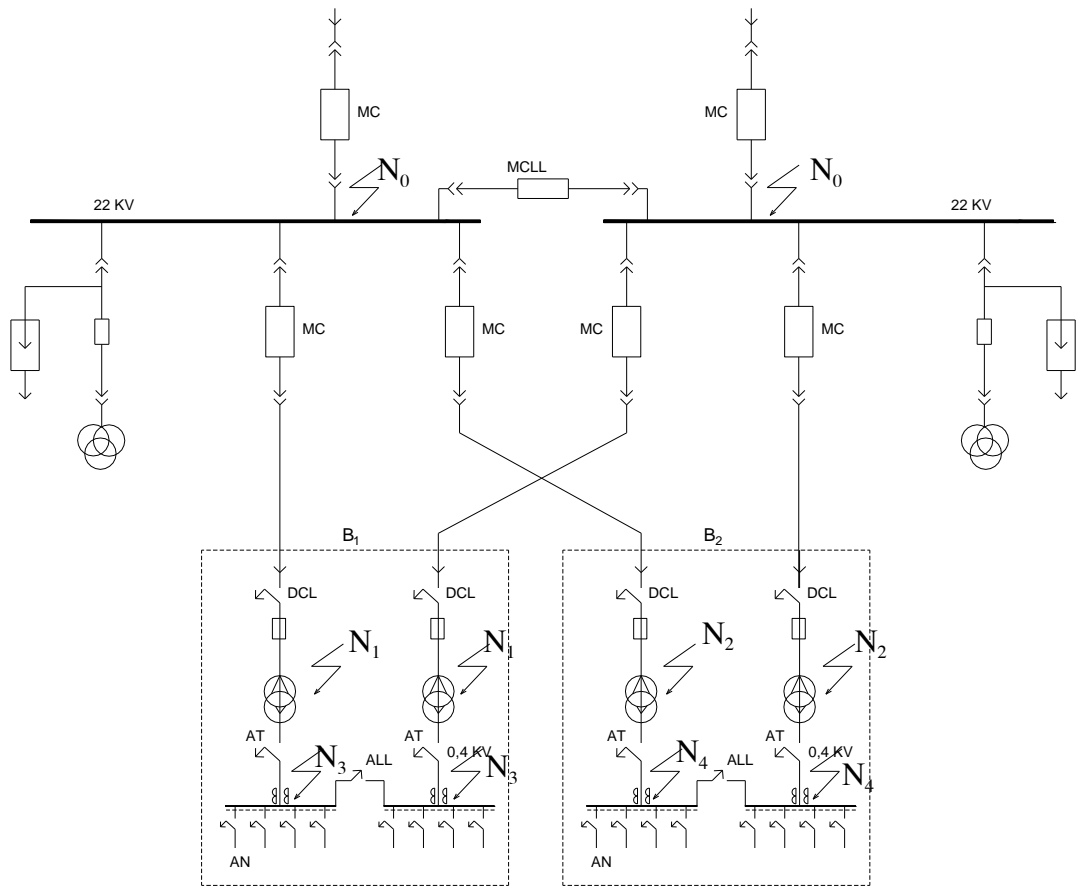 MC
MC
N₀
MCLL
N₀
22 KV
22 KV
MC
MC
MC
MC
B₁
B₂
DCL
DCL
DCL
DCL
N₁
N₁
N₂
N₂
AT
AT
0,4 KV
AT
AT
0,4 KV
N₃
ALL
N₃
N₄
ALL
N₄
AN
AN